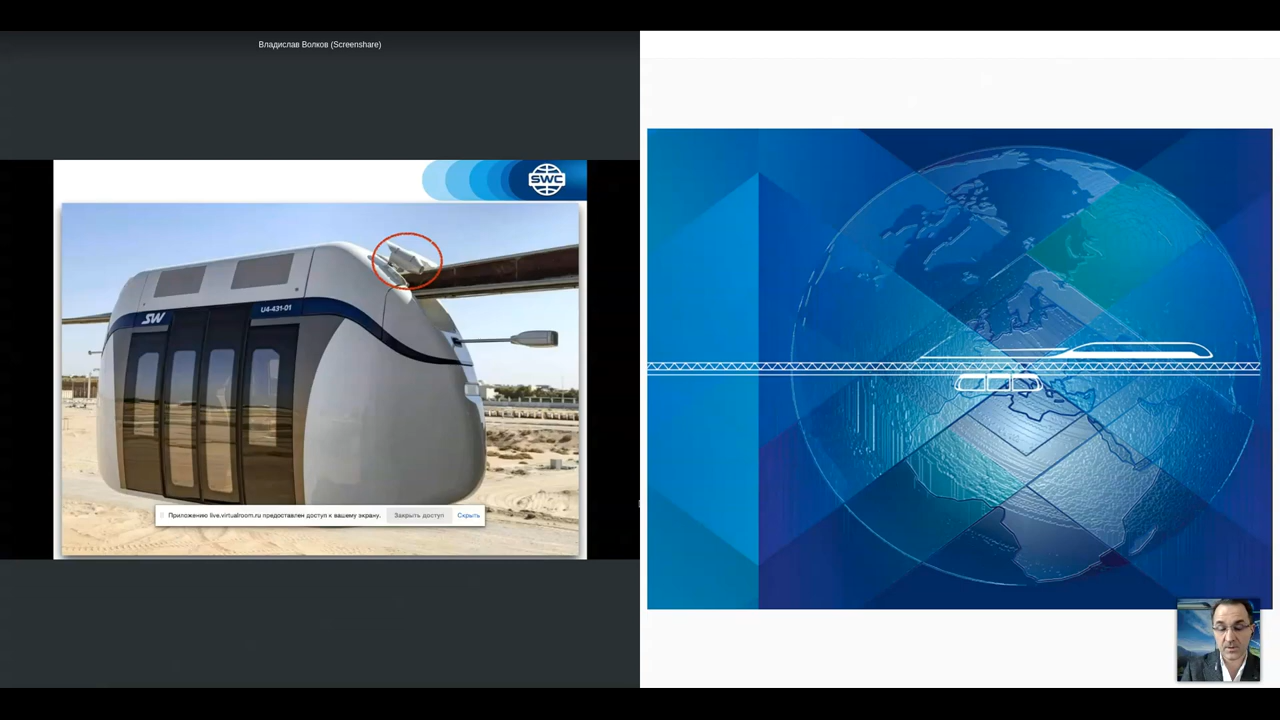 Владислав Волков (Screenshare)
SWC
SW
U4-431-01
Приложению live.virtualroom.ru предоставлен доступ к вашему экрану.
Закрыть доступ
Скрыть